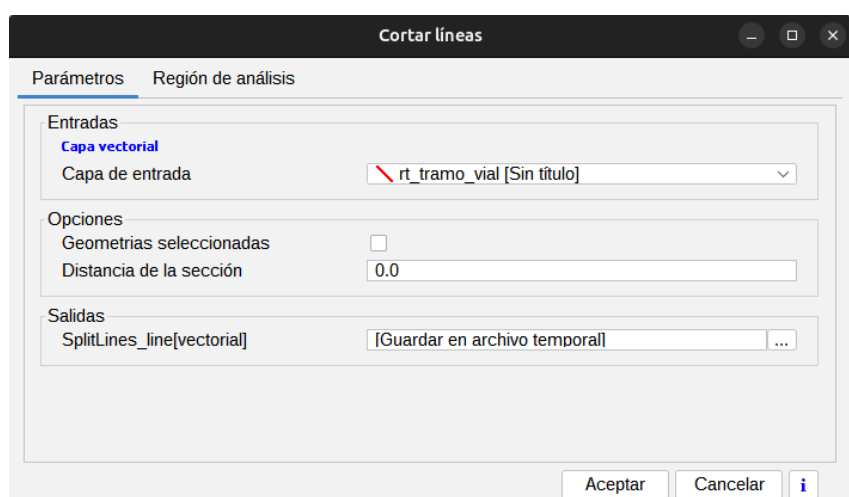 Cortar líneas
Parámetros Región de análisis
Entradas
Capa vectorial
Capa de entrada rt_tramo_vial [Sin título]
Opciones
Geometrias seleccionadas
Distancia de la sección 0.0
Salidas
SplitLines_line[vectorial] [Guardar en archivo temporal] ...
Aceptar Cancelar i